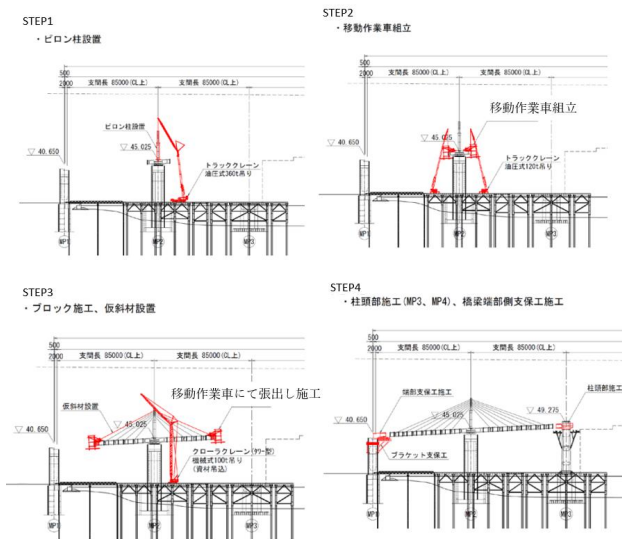 STEP1
・ピロン柱設置
500
2000
支間長 85000(CL上)
支間長 85000(CL上)
ピロン柱設置
▽ 40.650
▽ 45.025
トラッククレーン
油圧式360t吊り
MP1
MP2
MP3
STEP2
・移動作業車組立
500
2000
支間長 85000(CL上)
支間長 85000(CL上)
移動作業車組立
▽ 40.650
▽ 45.025
トラッククレーン
油圧式120t吊り
MP1
MP2
MP3
STEP3
・ブロック施工、仮斜材設置
500
2000
支間長 85000(CL上)
支間長 85000(CL上)
移動作業車にて張出し施工
仮斜材設置
▽ 40.650
▽ 45.025
クローラクレーン(タワー型)
機械式100t吊り
(資材吊込)
MP1
MP2
MP3
STEP4
・柱頭部施工(MP3、MP4)、橋梁端部側支保工施工
500
2000
支間長 85000(CL上)
支間長 85000(CL上)
端部支保工施工
柱頭部施工
▽ 40.650
▽ 45.025
▽ 49.275
ブラケット支保工
MP1
MP2
MP3